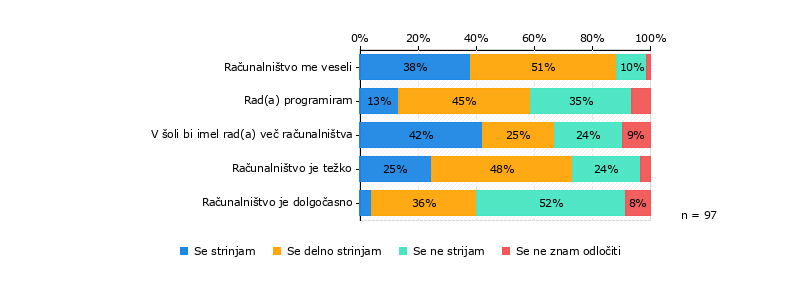 0% 20% 40% 60% 80% 100%
Računalništvo me veseli 38% 51% 10%
Rad(a) programiram 13% 45% 35%
V šoli bi imel rad(a) več računalništva 42% 25% 24% 9%
Računalništvo je težko 25% 48% 24%
Računalništvo je dolgočasno 36% 52% 8%
n = 97
Se strinjam Se delno strinjam Se ne strijam Se ne znam odločiti